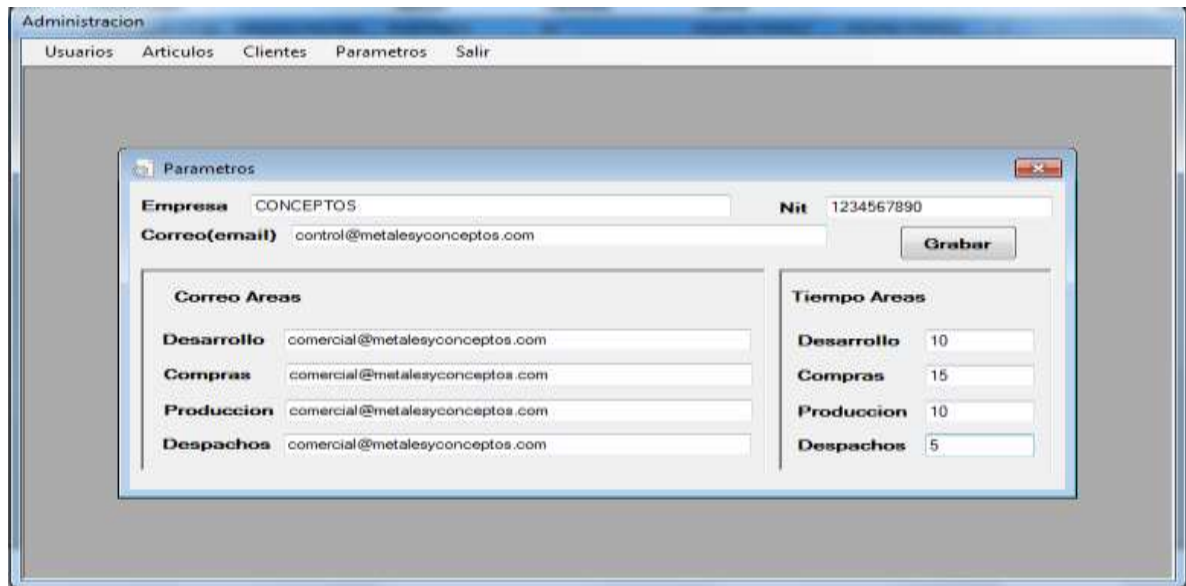 Administracion
Usuarios Articulos Clientes Parametros Salir
Parametros
Empresa CONCEPTOS Nit 1234567890
Correo(email) control@metalesyconceptos.com Grabar
Correo Areas Tiempo Areas
Desarrollo comercial@metalesyconceptos.com Desarrollo 10
Compras comercial@metalesyconceptos.com Compras 15
Produccion comercial@metalesyconceptos.com Produccion 10
Despachos comercial@metalesyconceptos.com Despachos 5